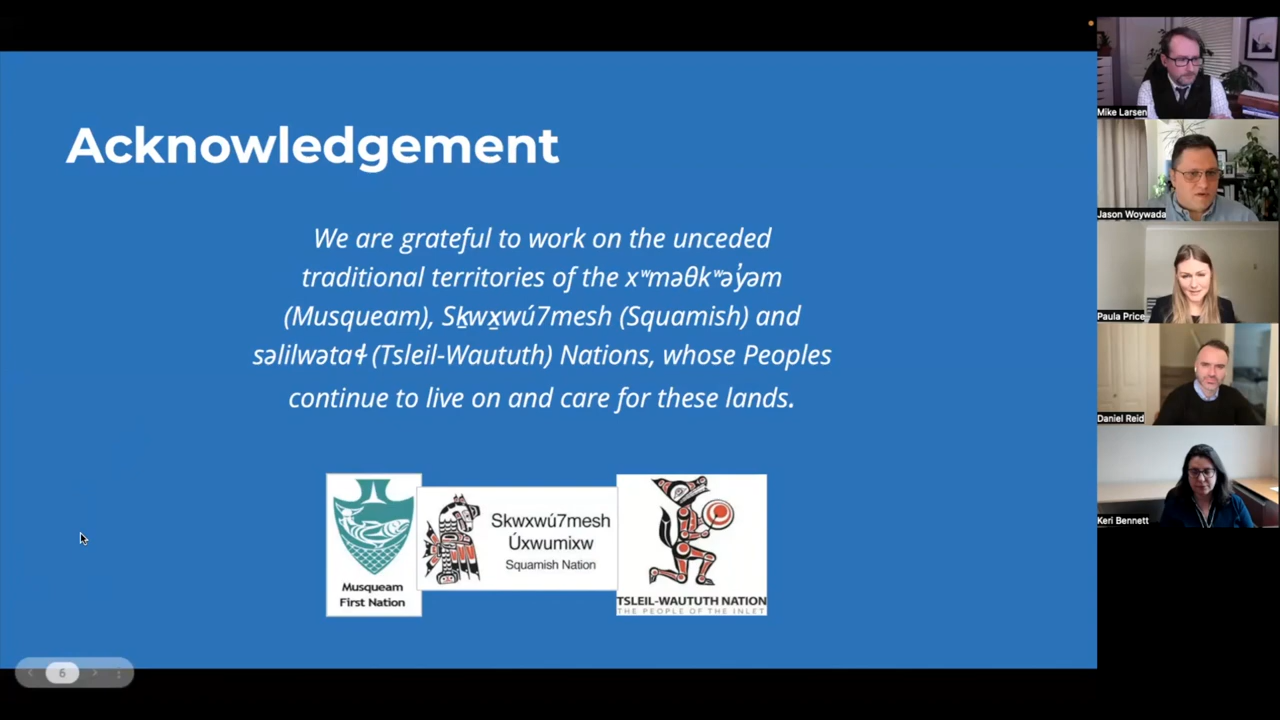 Acknowledgement
We are grateful to work on the unceded
traditional territories of the xʷməθkʷəy̓əm
(Musqueam), Sḵwx̱wú7mesh (Squamish) and
səlilwətaɬ (Tsleil-Waututh) Nations, whose Peoples
continue to live on and care for these lands.
Musqueam
First Nation
Skwxwú7mesh
Úxwumixw
Squamish Nation
TSLEIL-WAUTUTH NATION
THE PEOPLE OF THE INLET
6
Mike Larsen
Jason Woywada
Paula Price
Daniel Reid
Keri Bennett